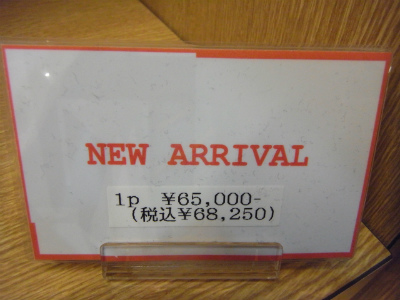 NEW ARRIVAL
1p ¥65,000-
(税込¥68,250)